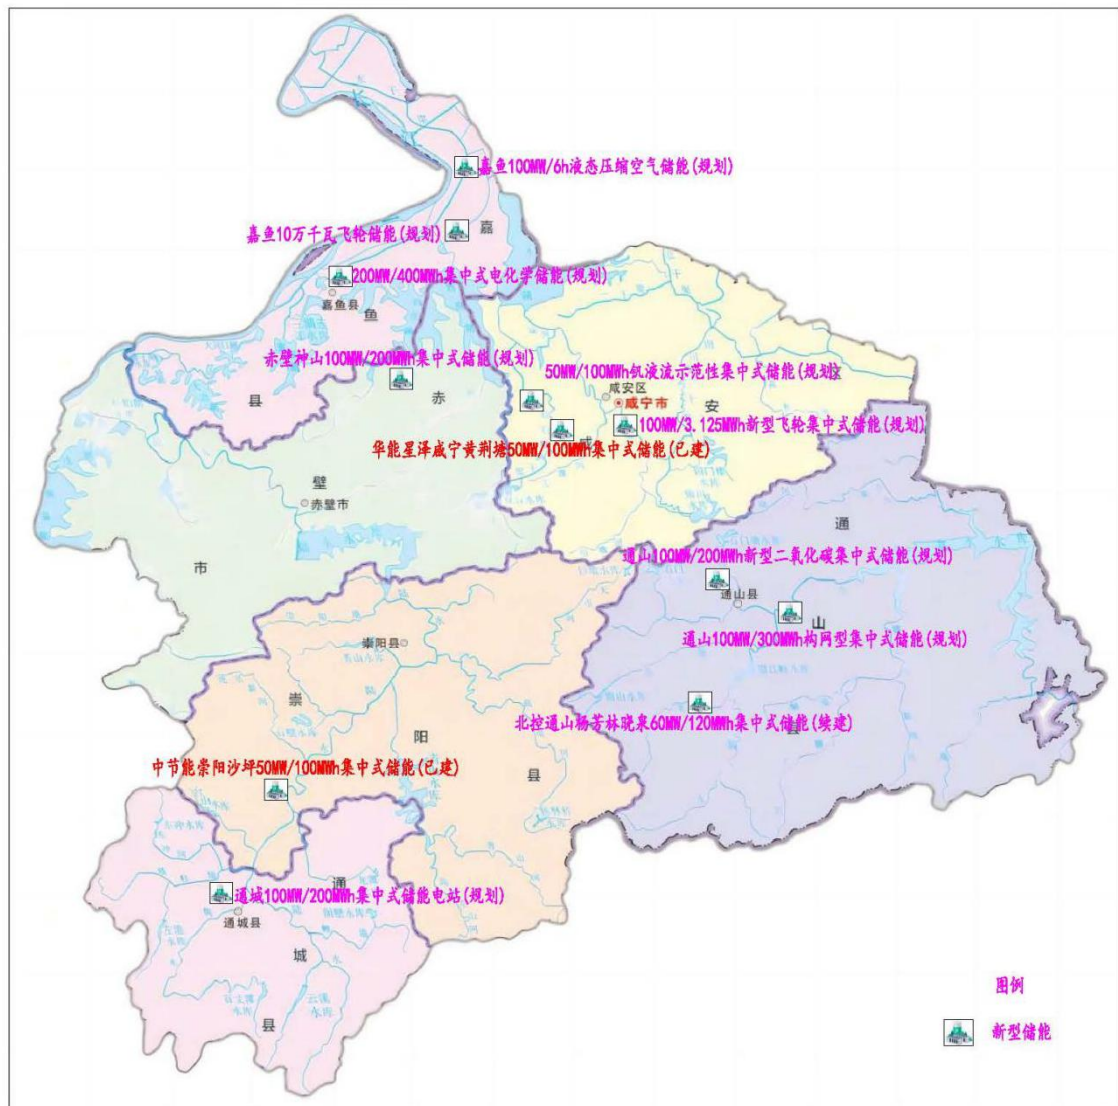 嘉鱼100MW/6h液态压缩空气储能(规划)
嘉鱼10万千瓦飞轮储能(规划)
嘉
200MW/400MWh集中式电化学储能(规划)
嘉鱼县
鱼
赤壁神山100MW/200MWh集中式储能(规划)
50MW/100MWh钒液流示范性集中式储能(规划)
区
县
赤
咸安区
咸宁市
安
100MW/3.125MWh新型飞轮集中式储能(规划)
咸
华能星泽咸宁黄荆塘50MW/100MWh集中式储能(已建)
壁
赤壁市
通
市
通山100MW/200MWh新型二氧化碳集中式储能(规划)
通山县
山
通山100MW/300MWh构网型集中式储能(规划)
崇阳县
崇
北控通山杨芳林晓泉60MW/120MWh集中式储能(续建)
县
阳
中节能崇阳沙坪50MW/100MWh集中式储能(已建)
县
通
通城100MW/200MWh集中式储能电站(规划)
通城县
城
云溪
水库
县
图例
新型储能